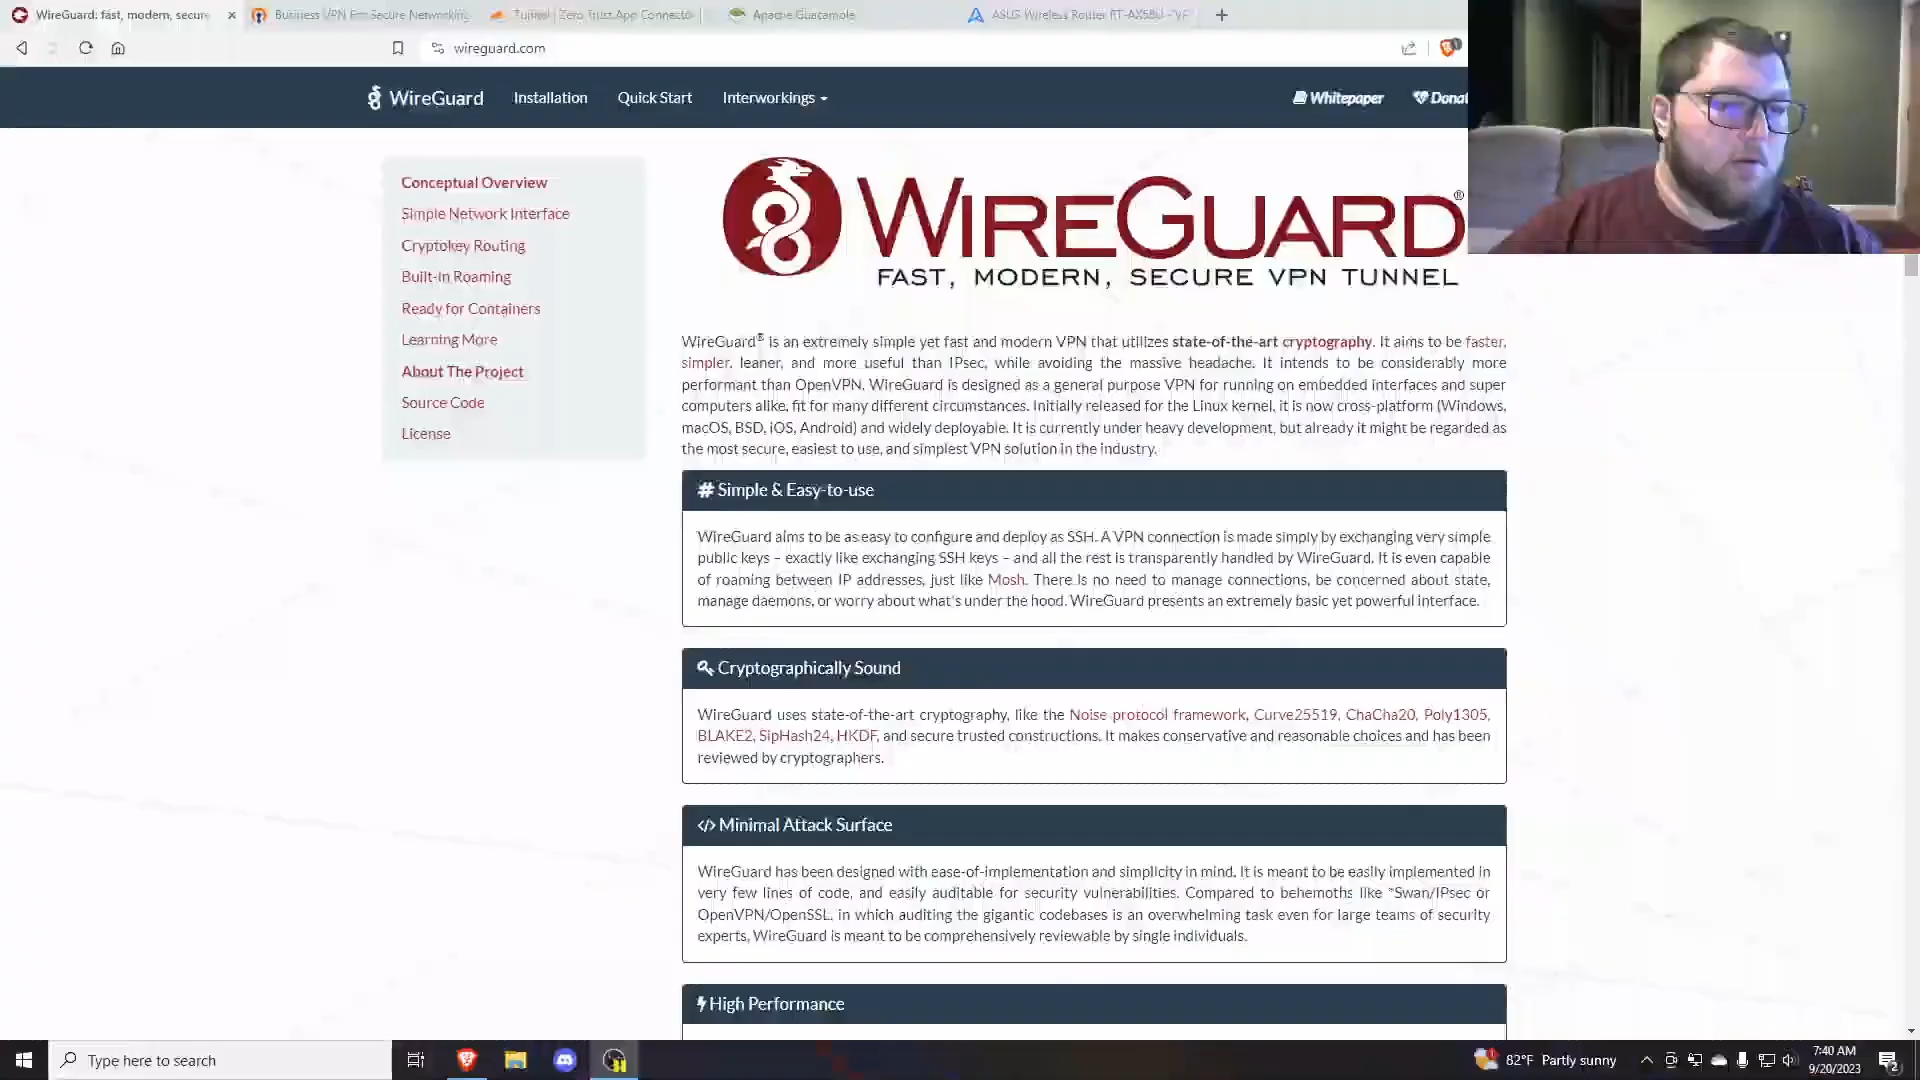 WireGuard: fast, modern, secure
Business VPN For Secure Networking
Tunnel | Zero Trust App Connector
Apache Guacamole
ASUS Wireless Router RT-AX58U - VP
wireguard.com
WireGuard
Installation
Quick Start
Interworkings
Whitepaper
Donat
Conceptual Overview
Simple Network Interface
Cryptokey Routing
Built-in Roaming
Ready for Containers
Learning More
About The Project
Source Code
License
WIREGUARD®
FAST, MODERN, SECURE VPN TUNNEL
WireGuard® is an extremely simple yet fast and modern VPN that utilizes state-of-the-art cryptography. It aims to be faster,
simpler, leaner, and more useful than IPsec, while avoiding the massive headache. It intends to be considerably more
performant than OpenVPN. WireGuard is designed as a general purpose VPN for running on embedded interfaces and super
computers alike, fit for many different circumstances. Initially released for the Linux kernel, it is now cross-platform (Windows,
macOS, BSD, iOS, Android) and widely deployable. It is currently under heavy development, but already it might be regarded as
the most secure, easiest to use, and simplest VPN solution in the industry.
# Simple & Easy-to-use
WireGuard aims to be as easy to configure and deploy as SSH. A VPN connection is made simply by exchanging very simple
public keys – exactly like exchanging SSH keys – and all the rest is transparently handled by WireGuard. It is even capable
of roaming between IP addresses, just like Mosh. There is no need to manage connections, be concerned about state,
manage daemons, or worry about what's under the hood. WireGuard presents an extremely basic yet powerful interface.
Cryptographically Sound
WireGuard uses state-of-the-art cryptography, like the Noise protocol framework, Curve25519, ChaCha20, Poly1305,
BLAKE2, SipHash24, HKDF, and secure trusted constructions. It makes conservative and reasonable choices and has been
reviewed by cryptographers.
</> Minimal Attack Surface
WireGuard has been designed with ease-of-implementation and simplicity in mind. It is meant to be easily implemented in
very few lines of code, and easily auditable for security vulnerabilities. Compared to behemoths like *Swan/IPsec or
OpenVPN/OpenSSL, in which auditing the gigantic codebases is an overwhelming task even for large teams of security
experts, WireGuard is meant to be comprehensively reviewable by single individuals.
High Performance
Type here to search
82°F Partly sunny
7:40 AM
9/20/2023
2